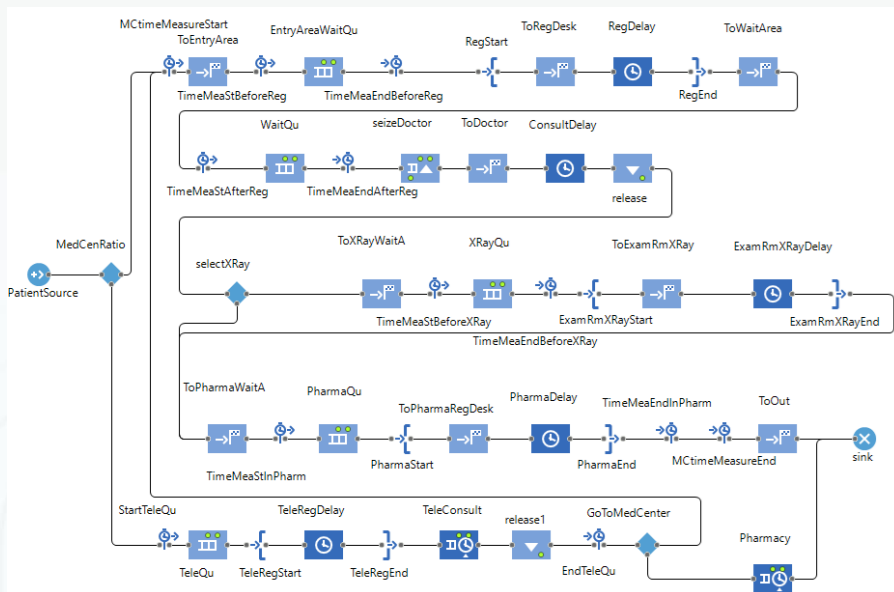 MCtimeMeasureStart
ToEntryArea
EntryAreaWaitQu
RegStart
ToRegDesk
RegDelay
ToWaitArea
TimeMeaStBeforeReg
TimeMeaEndBeforeReg
RegEnd
WaitQu
seizeDoctor
ToDoctor
ConsultDelay
TimeMeaStAfterReg
TimeMeaEndAfterReg
release
MedCenRatio
selectXRay
ToXRayWaitA
XRayQu
ToExamRmXRay
ExamRmXRayDelay
PatientSource
TimeMeaStBeforeXRay
ExamRmXRayStart
ExamRmXRayEnd
TimeMeaEndBeforeXRay
ToPharmaWaitA
PharmaQu
ToPharmaRegDesk
PharmaDelay
TimeMeaEndInPharm
ToOut
TimeMeaStInPharm
PharmaStart
PharmaEnd
MCtimeMeasureEnd
sink
StartTeleQu
TeleRegDelay
TeleConsult
release1
GoToMedCenter
Pharmacy
TeleQu
TeleRegStart
TeleRegEnd
EndTeleQu